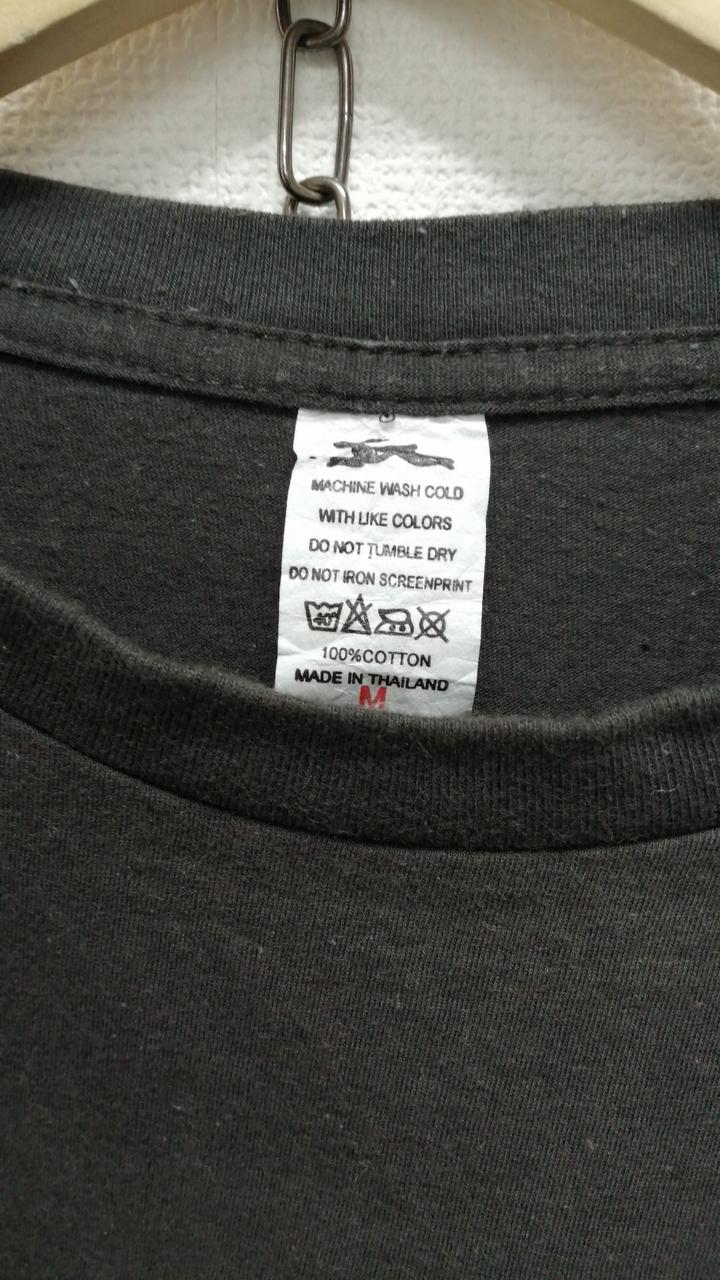 MACHINE WASH COLD
WITH LIKE COLORS
DO NOT TUMBLE DRY
DO NOT IRON SCREENPRINT
40°
100%COTTON
MADE IN THAILAND
M